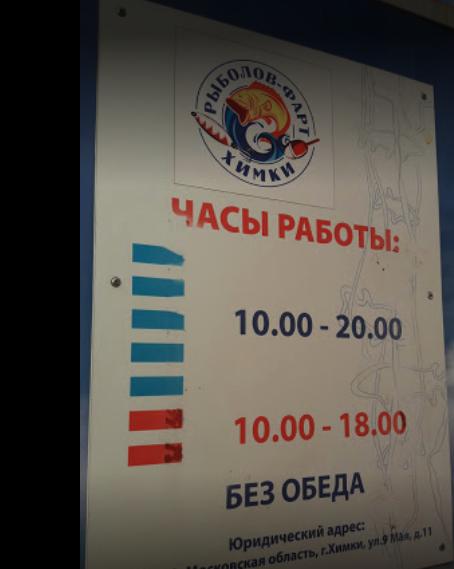 РЫБОЛОВ-ФАРТ
ХИМКИ
ЧАСЫ РАБОТЫ:
10.00 - 20.00
10.00 - 18.00
БЕЗ ОБЕДА
Юридический адрес:
Московская область, г.Химки, ул.9 Мая, д.11